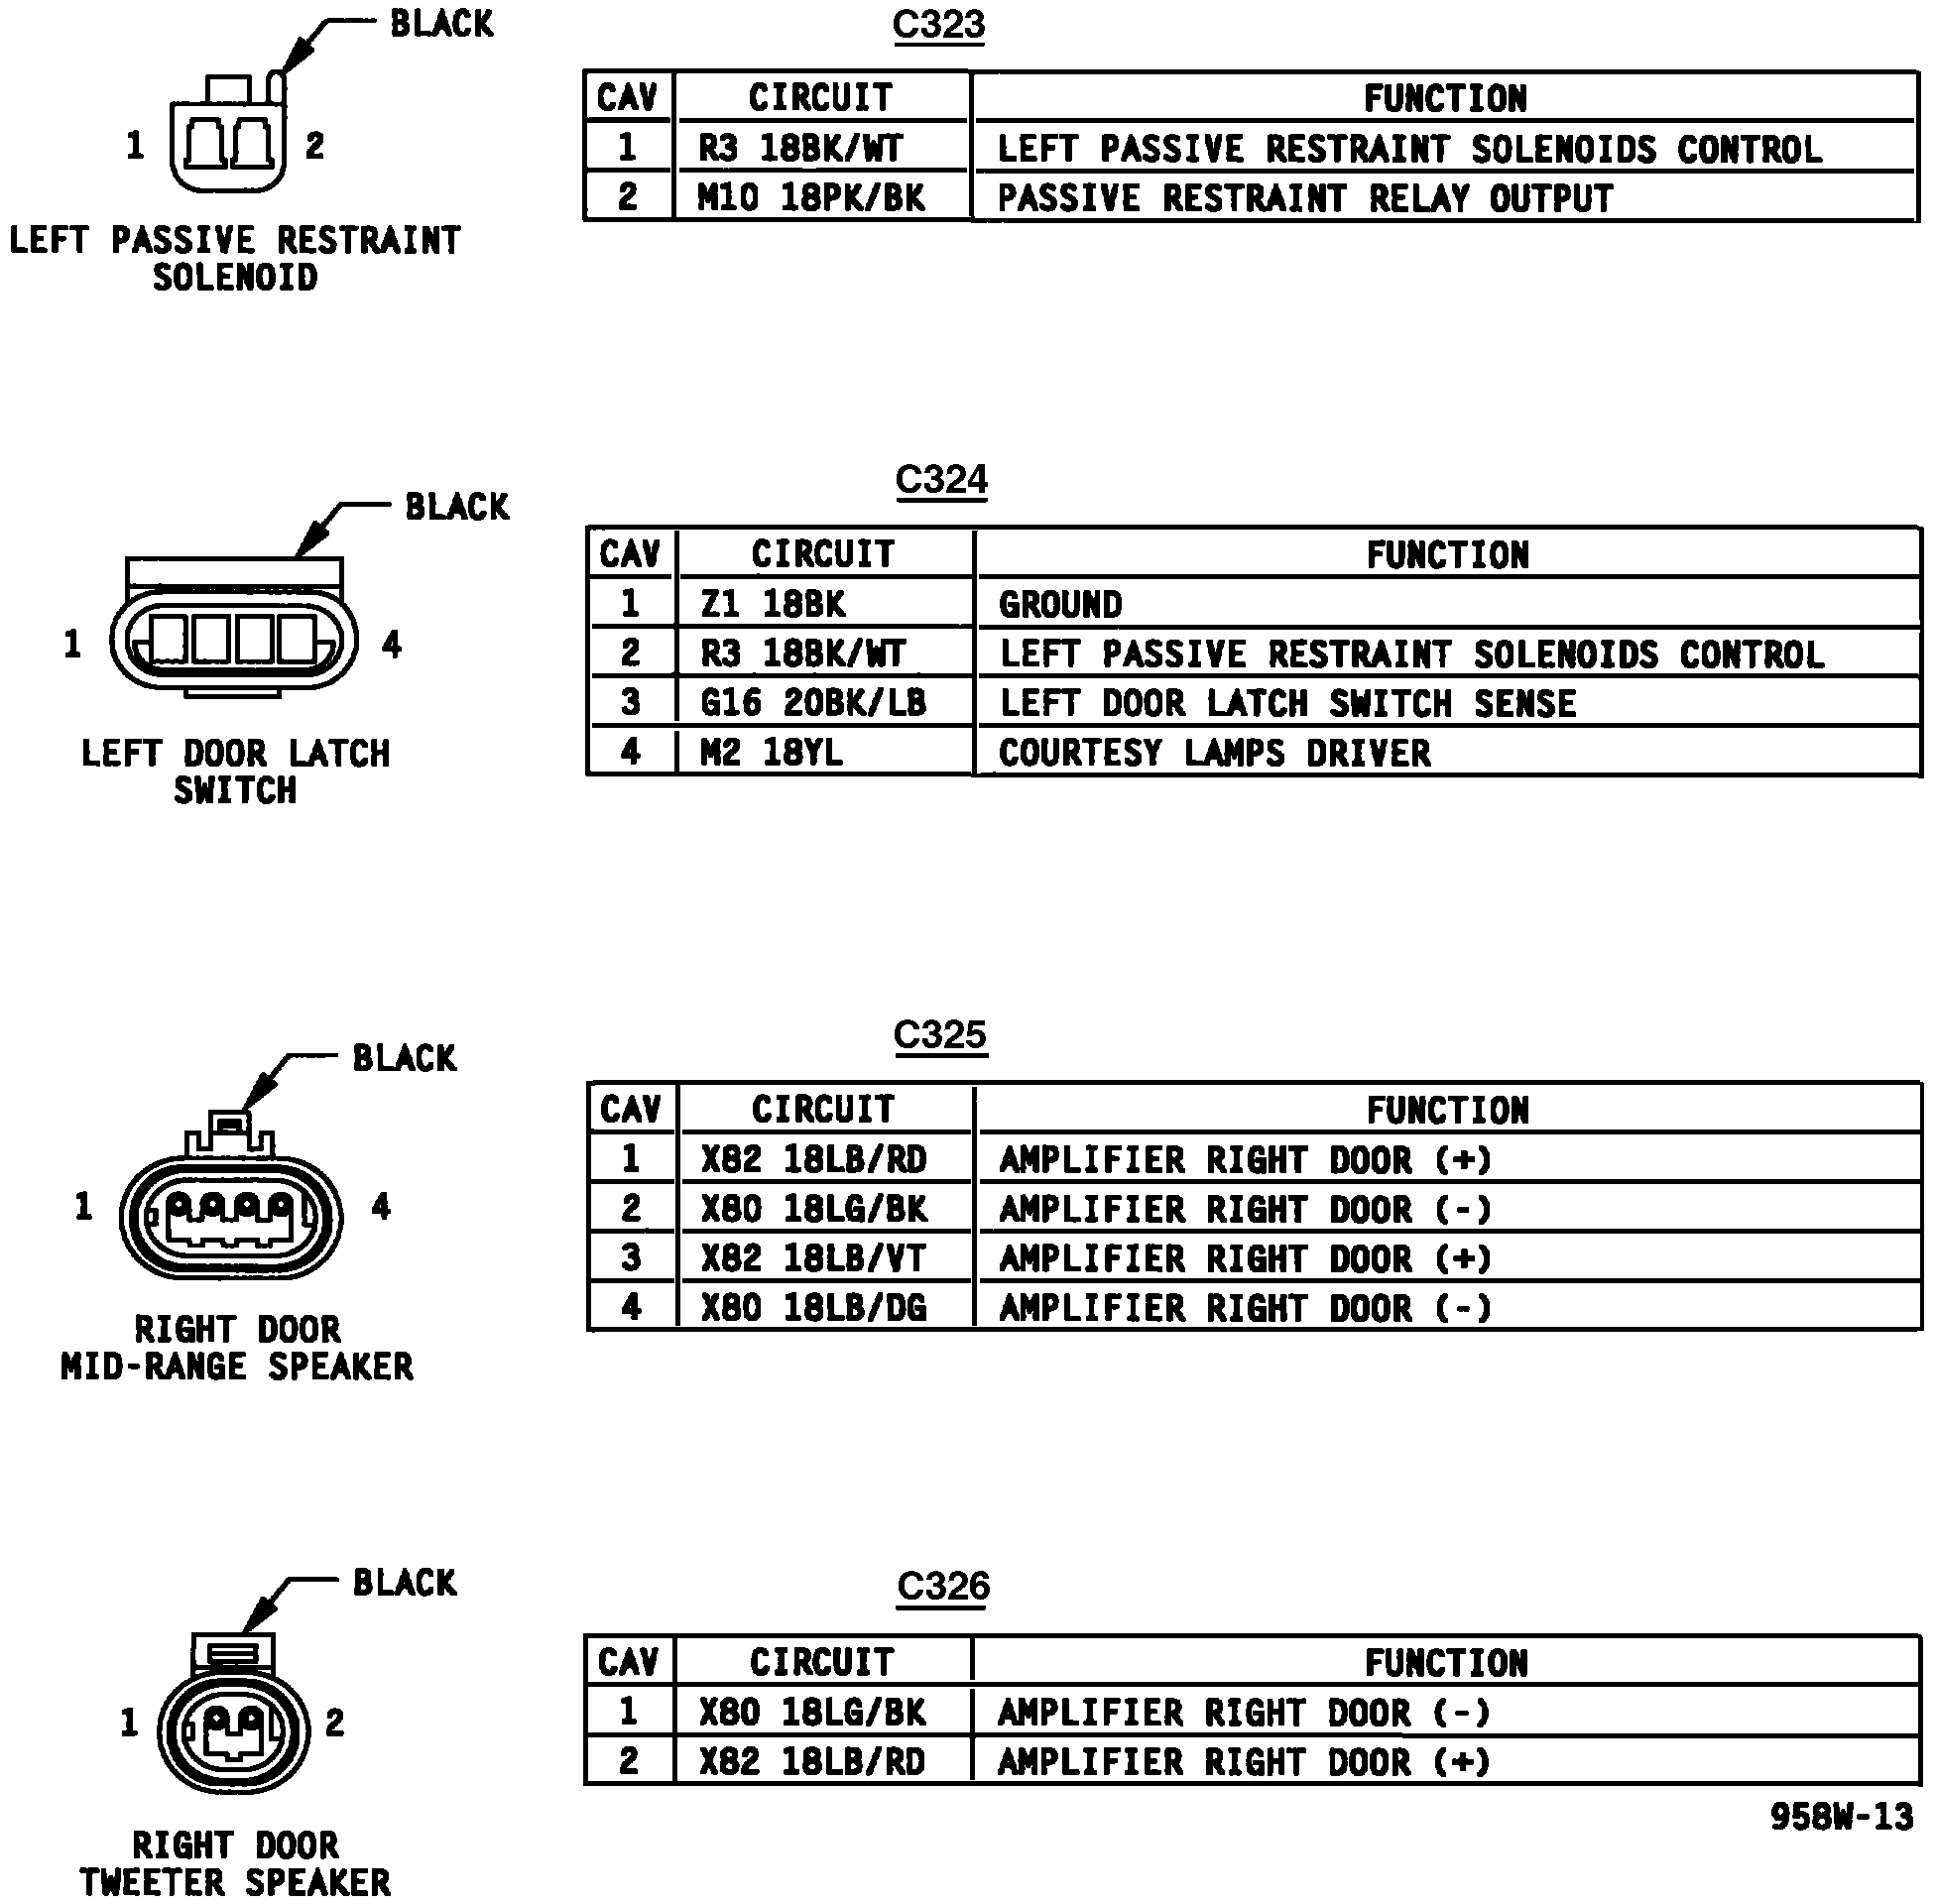 BLACK
1 2
LEFT PASSIVE RESTRAINT
SOLENOID
C323
CAV CIRCUIT FUNCTION
1 R3 18BK/WT LEFT PASSIVE RESTRAINT SOLENOIDS CONTROL
2 M10 18PK/BK PASSIVE RESTRAINT RELAY OUTPUT
BLACK
1 4
LEFT DOOR LATCH
SWITCH
C324
CAV CIRCUIT FUNCTION
1 Z1 18BK GROUND
2 R3 18BK/WT LEFT PASSIVE RESTRAINT SOLENOIDS CONTROL
3 G16 20BK/LB LEFT DOOR LATCH SWITCH SENSE
4 M2 18YL COURTESY LAMPS DRIVER
BLACK
1 4
RIGHT DOOR
MID-RANGE SPEAKER
C325
CAV CIRCUIT FUNCTION
1 X82 18LB/RD AMPLIFIER RIGHT DOOR (+)
2 X80 18LG/BK AMPLIFIER RIGHT DOOR (-)
3 X82 18LB/VT AMPLIFIER RIGHT DOOR (+)
4 X80 18LB/DG AMPLIFIER RIGHT DOOR (-)
BLACK
1 2
RIGHT DOOR
TWEETER SPEAKER
C326
CAV CIRCUIT FUNCTION
1 X80 18LG/BK AMPLIFIER RIGHT DOOR (-)
2 X82 18LB/RD AMPLIFIER RIGHT DOOR (+)
958W-13